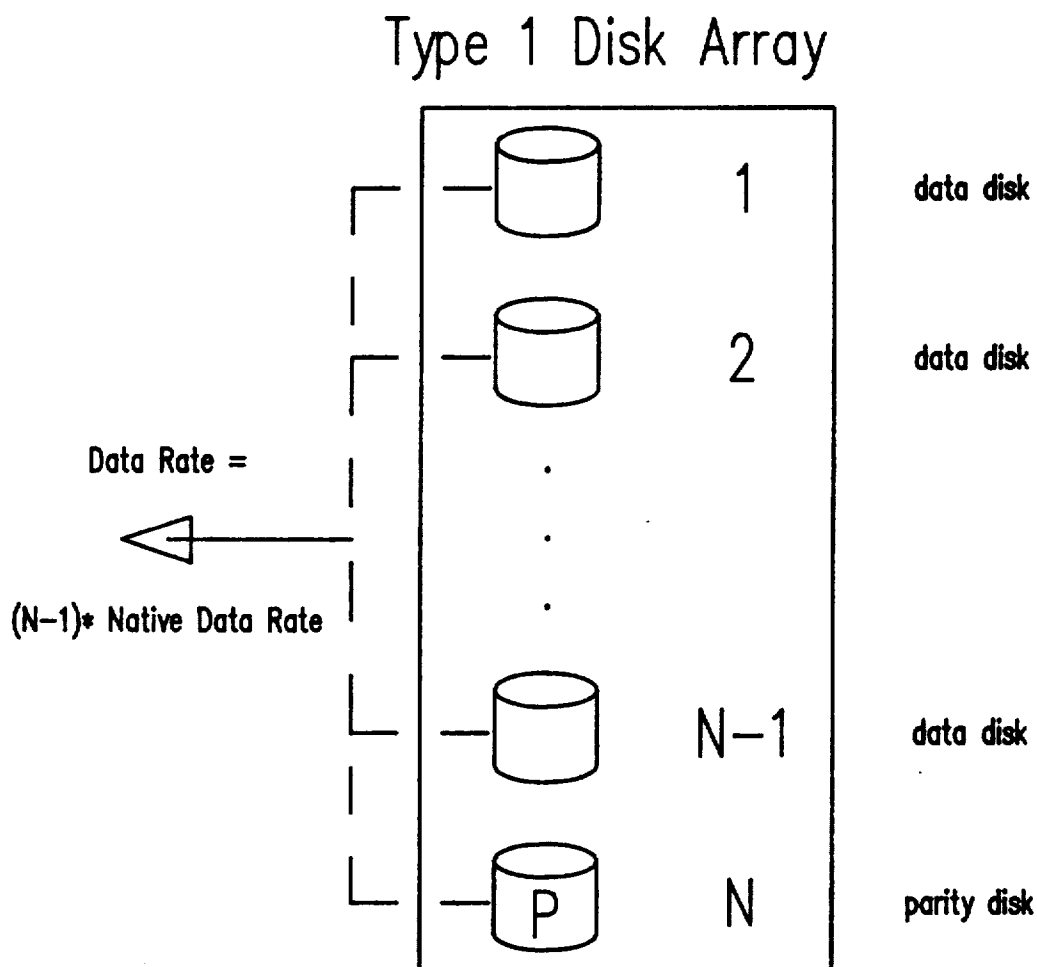 Type 1 Disk Array
1 data disk
2 data disk
Data Rate =
(N-1)* Native Data Rate
N-1 data disk
P N parity disk